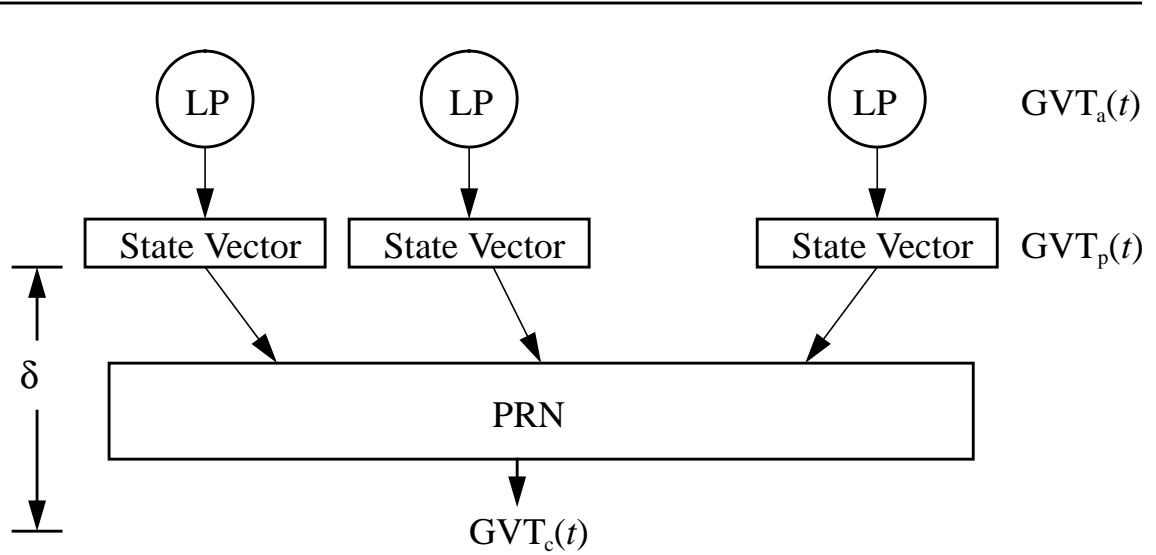 LP LP LP GVTa(t)
State Vector State Vector State Vector GVTp(t)
δ
PRN
GVTc(t)